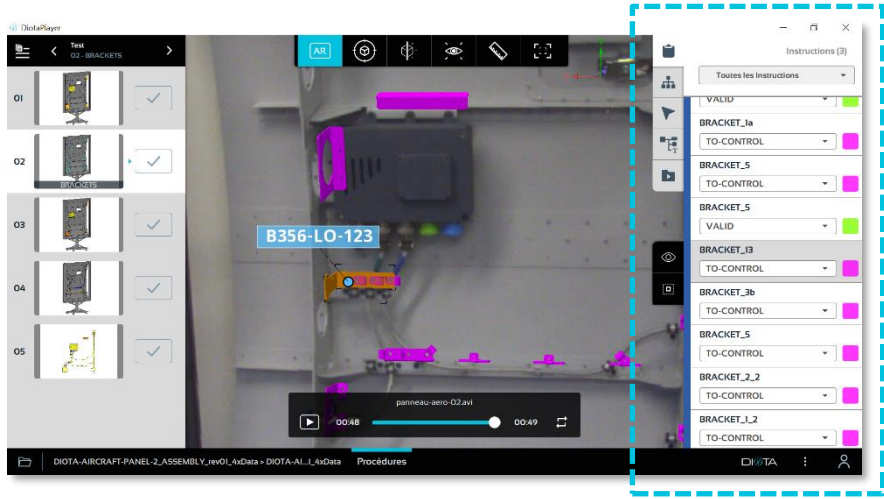 DiotaPlayer
Test
02 - BRACKETS
AR
Instructions (3)
Toutes les Instructions
01
02
BRACKETS
03
04
05
B356-LO-123
VALID
BRACKET_1a
TO-CONTROL
BRACKET_5
TO-CONTROL
BRACKET_5
VALID
BRACKET_13
TO-CONTROL
BRACKET_3b
TO-CONTROL
BRACKET_5
TO-CONTROL
BRACKET_2_2
TO-CONTROL
BRACKET_1_2
TO-CONTROL
panneau-aero-02.avi
00:48
00:49
DIOTA-AIRCRAFT-PANEL-2_ASSEMBLY_rev01_4xData > DIOTA-AI...1_4xData
Procédures
DIOTA